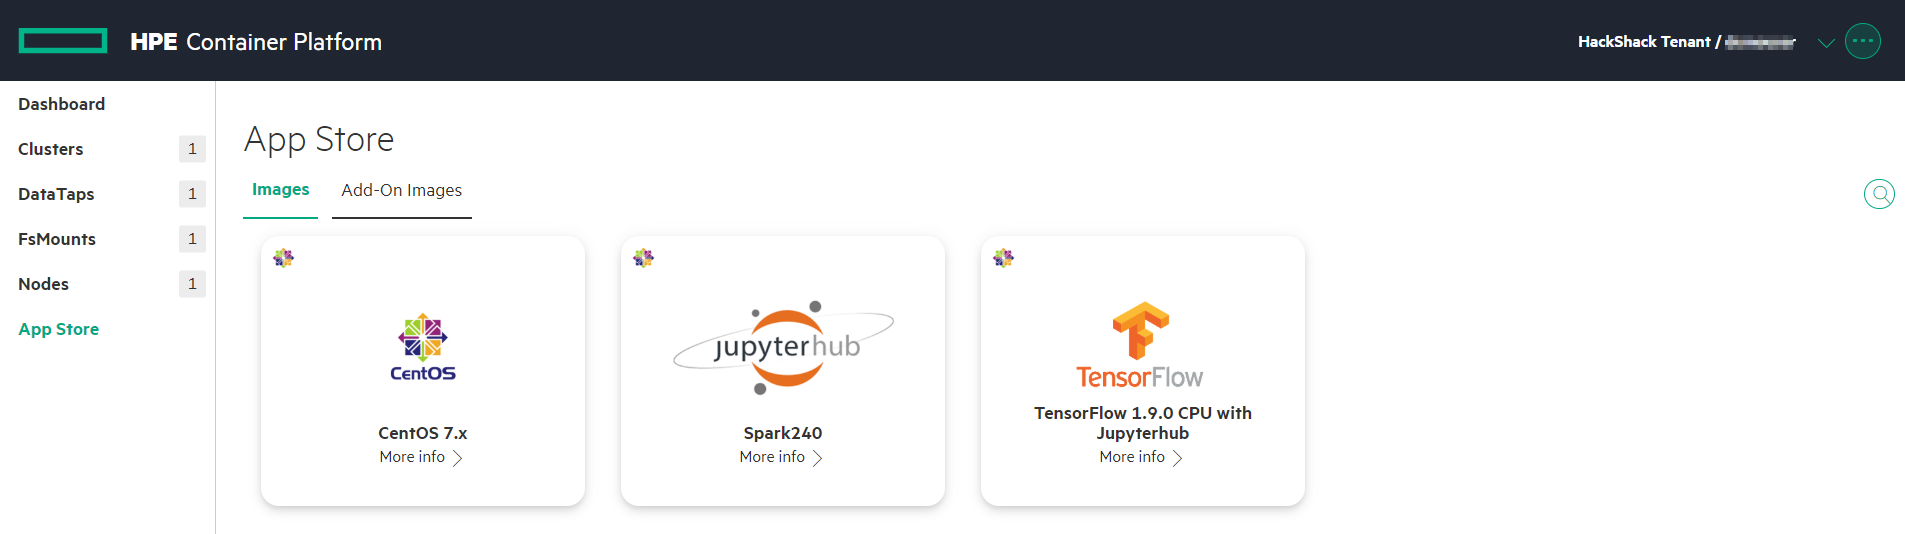 HPE Container Platform
HackShack Tenant /
Dashboard
Clusters 1
DataTaps 1
FsMounts 1
Nodes 1
App Store
App Store
Images Add-On Images
CentOS
CentOS 7.x
More info
jupyterhub
Spark240
More info
TensorFlow
TensorFlow 1.9.0 CPU with
Jupyterhub
More info